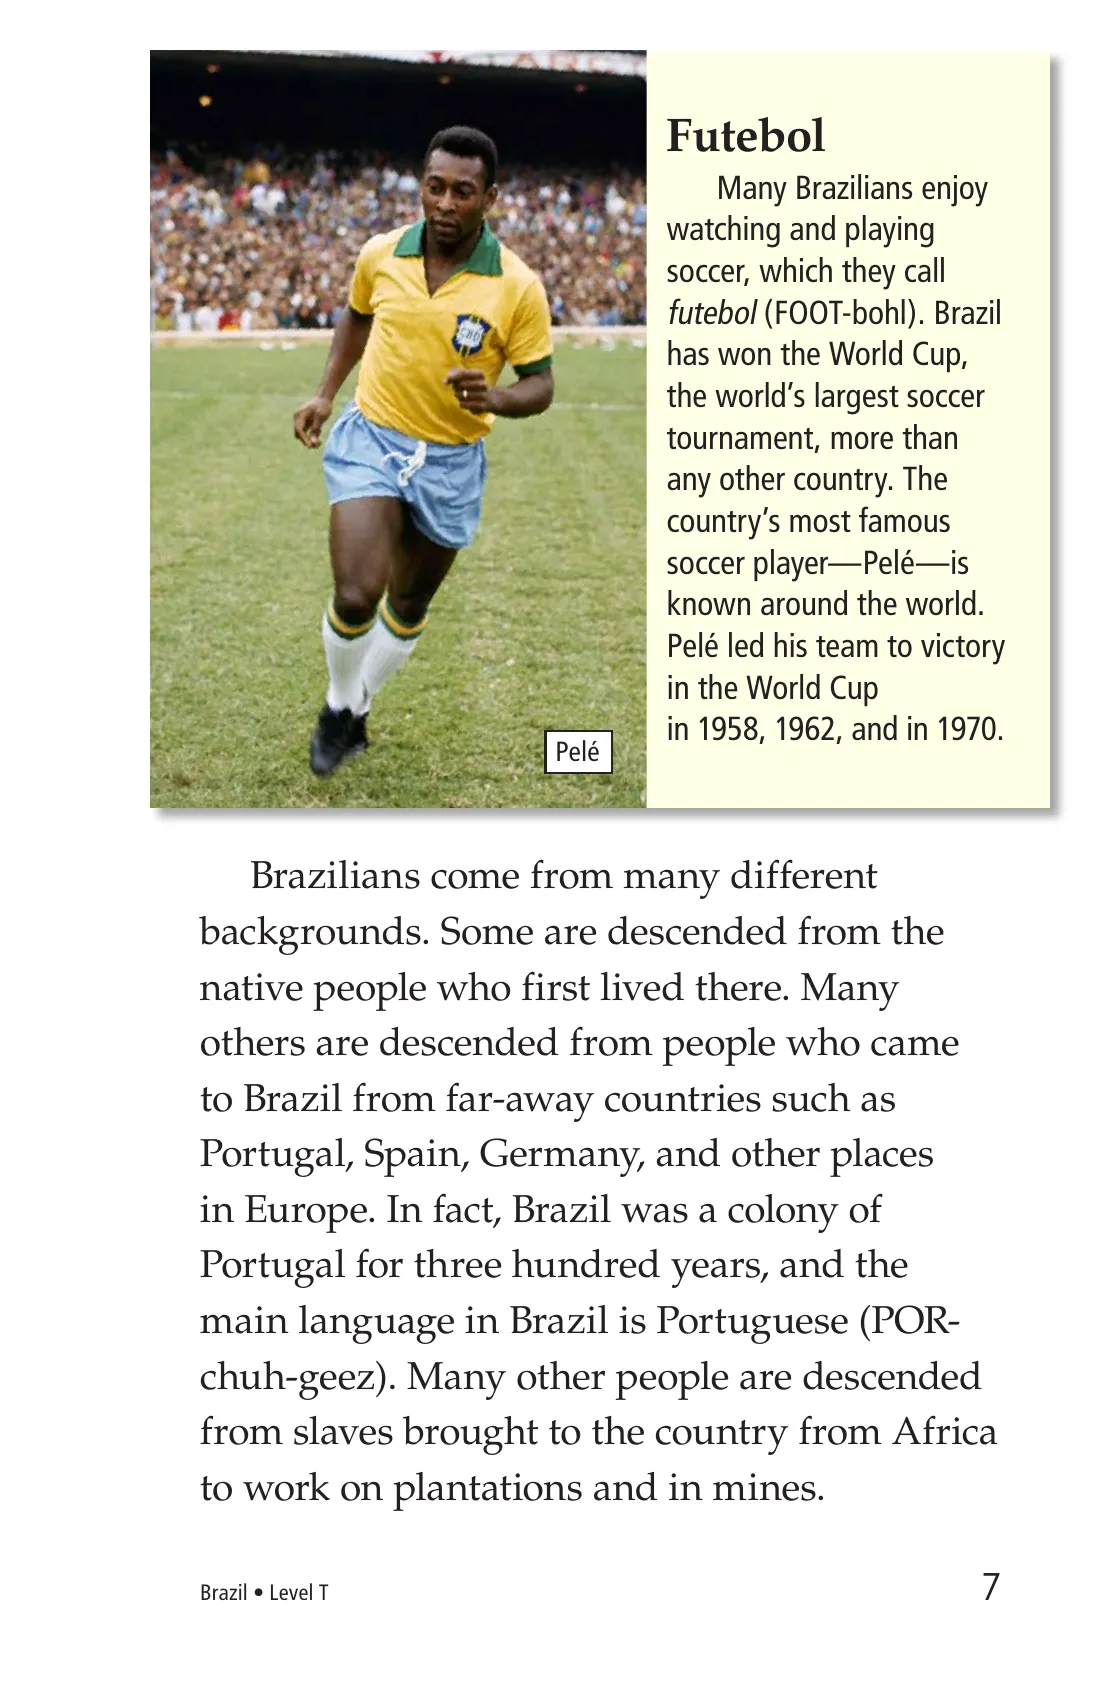 Futebol
Many Brazilians enjoy
watching and playing
soccer, which they call
futebol (FOOT-bohl). Brazil
has won the World Cup,
the world’s largest soccer
tournament, more than
any other country. The
country’s most famous
soccer player—Pelé—is
known around the world.
Pelé led his team to victory
in the World Cup
in 1958, 1962, and in 1970.
Pelé
Brazilians come from many different
backgrounds. Some are descended from the
native people who first lived there. Many
others are descended from people who came
to Brazil from far-away countries such as
Portugal, Spain, Germany, and other places
in Europe. In fact, Brazil was a colony of
Portugal for three hundred years, and the
main language in Brazil is Portuguese (POR-
chuh-geez). Many other people are descended
from slaves brought to the country from Africa
to work on plantations and in mines.
Brazil • Level T
7